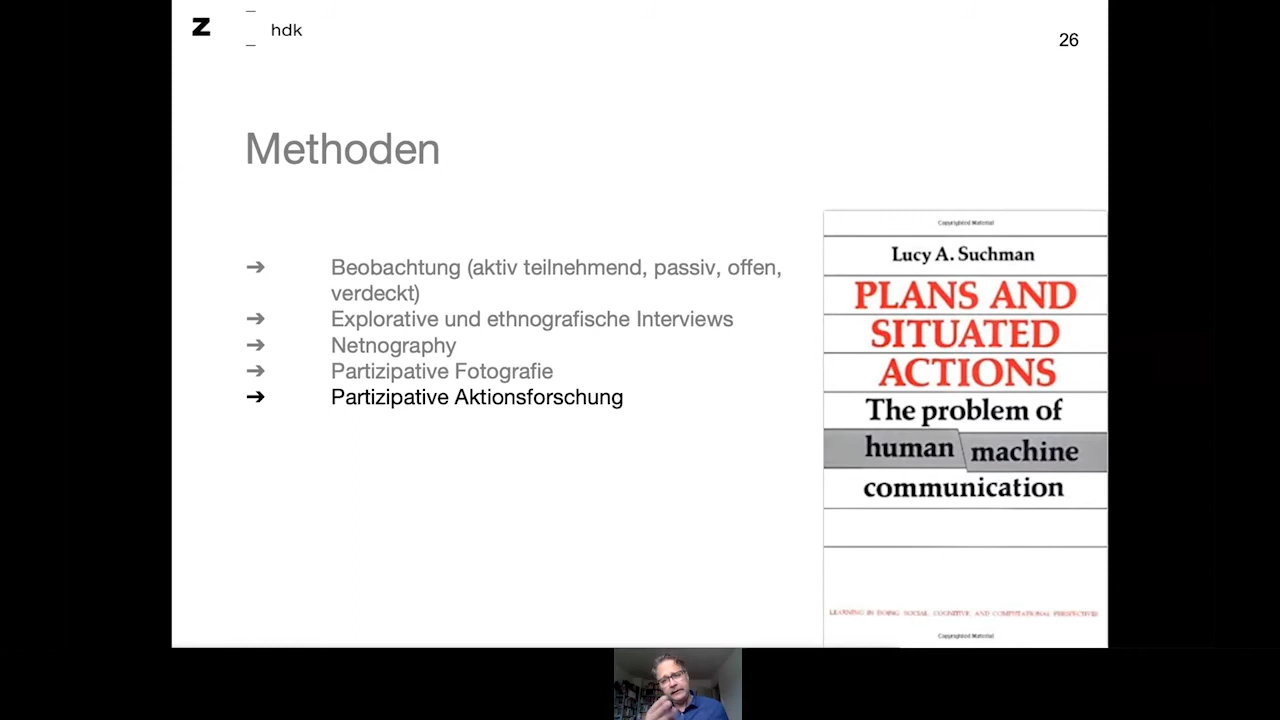 Z
hdk
26
Methoden
➔ Beobachtung (aktiv teilnehmend, passiv, offen,
verdeckt)
➔ Explorative und ethnografische Interviews
➔ Netnography
➔ Partizipative Fotografie
➔ Partizipative Aktionsforschung
Copyrighted Material
Lucy A. Suchman
PLANS AND
SITUATED
ACTIONS
The problem of
human machine
communication
LEARNING IN DOING: SOCIAL, COGNITIVE, AND COMPUTATIONAL PERSPECTIVES
Copyrighted Material